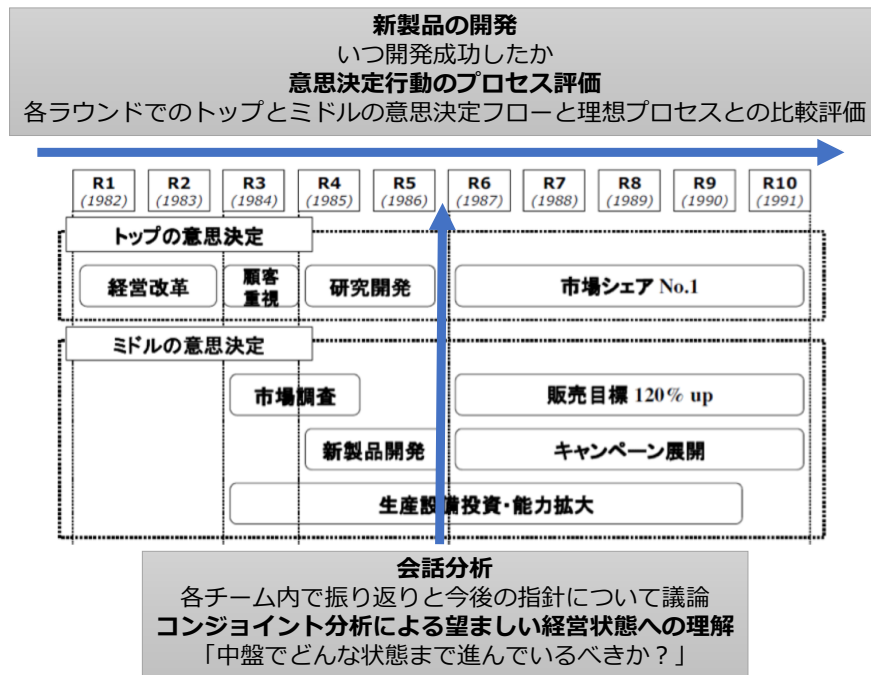 新製品の開発
いつ開発成功したか
意思決定行動のプロセス評価
各ラウンドでのトップとミドルの意思決定フローと理想プロセスとの比較評価
R1 R2 R3 R4 R5 R6 R7 R8 R9 R10
(1982) (1983) (1984) (1985) (1986) (1987) (1988) (1989) (1990) (1991)
トップの意思決定
経営改革 顧客重視 研究開発 市場シェア No.1
ミドルの意思決定
市場調査 販売目標 120% up
新製品開発 キャンペーン展開
生産設備投資・能力拡大
会話分析
各チーム内で振り返りと今後の指針について議論
コンジョイント分析による望ましい経営状態への理解
「中盤でどんな状態まで進んでいるべきか？」